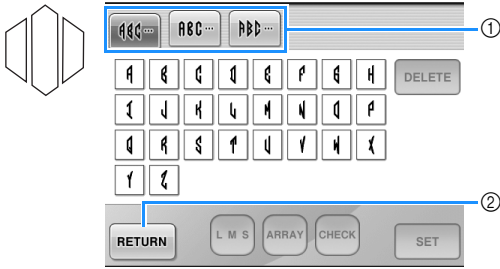 ABC... ABC... ABC... ①
A B C D E F G H DELETE
I J K L M N O P
Q R S T U V W X
Y Z ②
RETURN L M S ARRAY CHECK SET